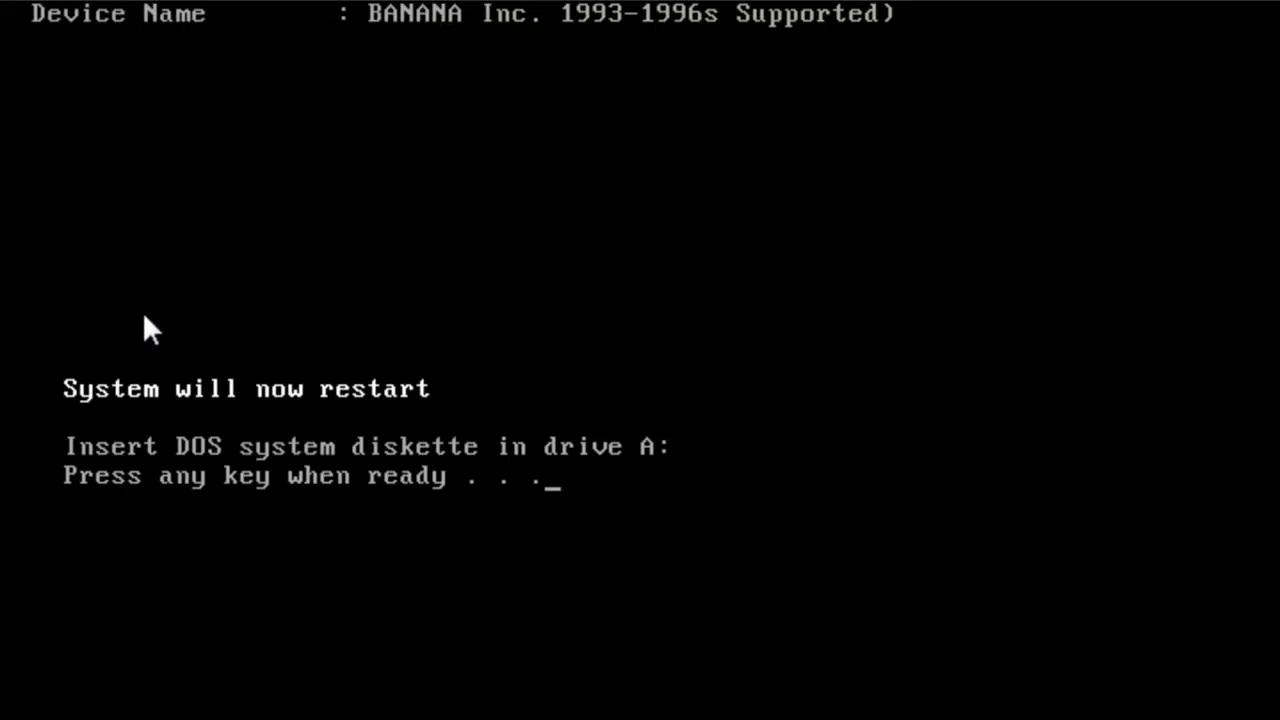 Device Name : BANANA Inc. 1993-1996s Supported)
System will now restart
Insert DOS system diskette in drive A:
Press any key when ready . . ._